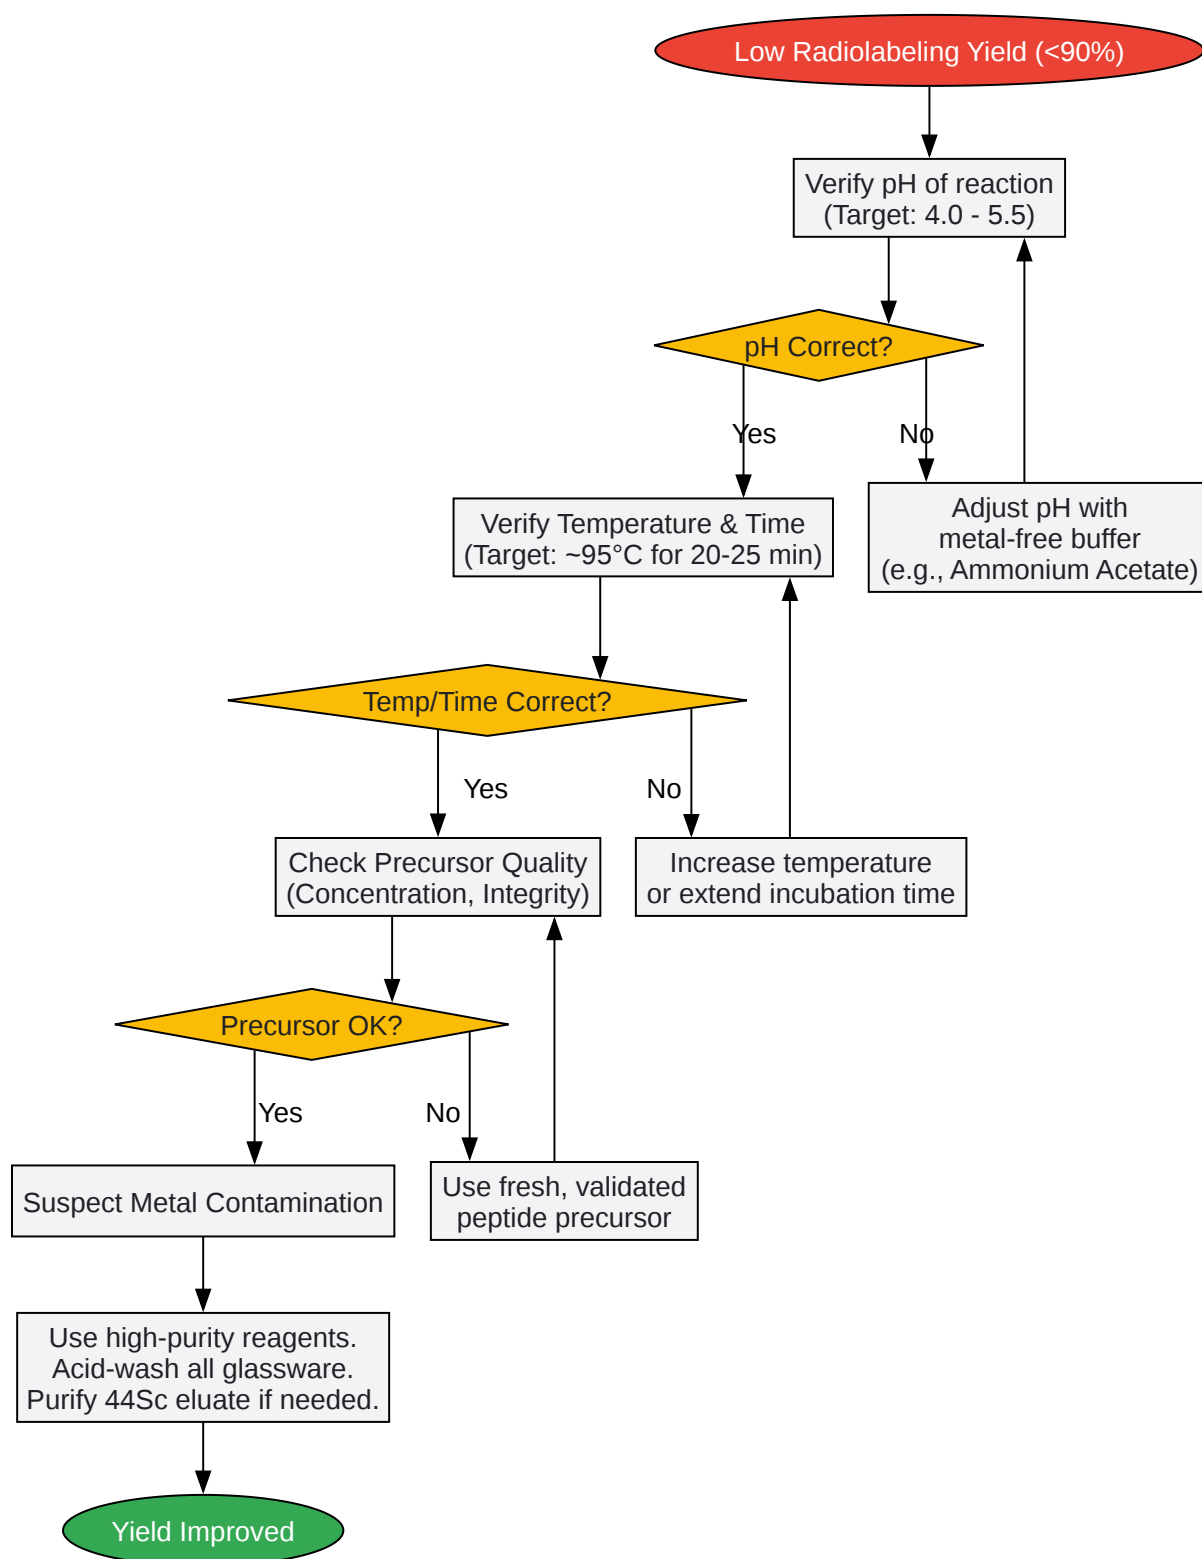 Low Radiolabeling Yield (<90%)
Verify pH of reaction
(Target: 4.0 - 5.5)
pH Correct?
Yes
No
Adjust pH with
metal-free buffer
(e.g., Ammonium Acetate)
Verify Temperature & Time
(Target: ~95°C for 20-25 min)
Temp/Time Correct?
Yes
No
Check Precursor Quality
(Concentration, Integrity)
Increase temperature
or extend incubation time
Precursor OK?
Yes
No
Suspect Metal Contamination
Use fresh, validated
peptide precursor
Use high-purity reagents.
Acid-wash all glassware.
Purify 44Sc eluate if needed.
Yield Improved